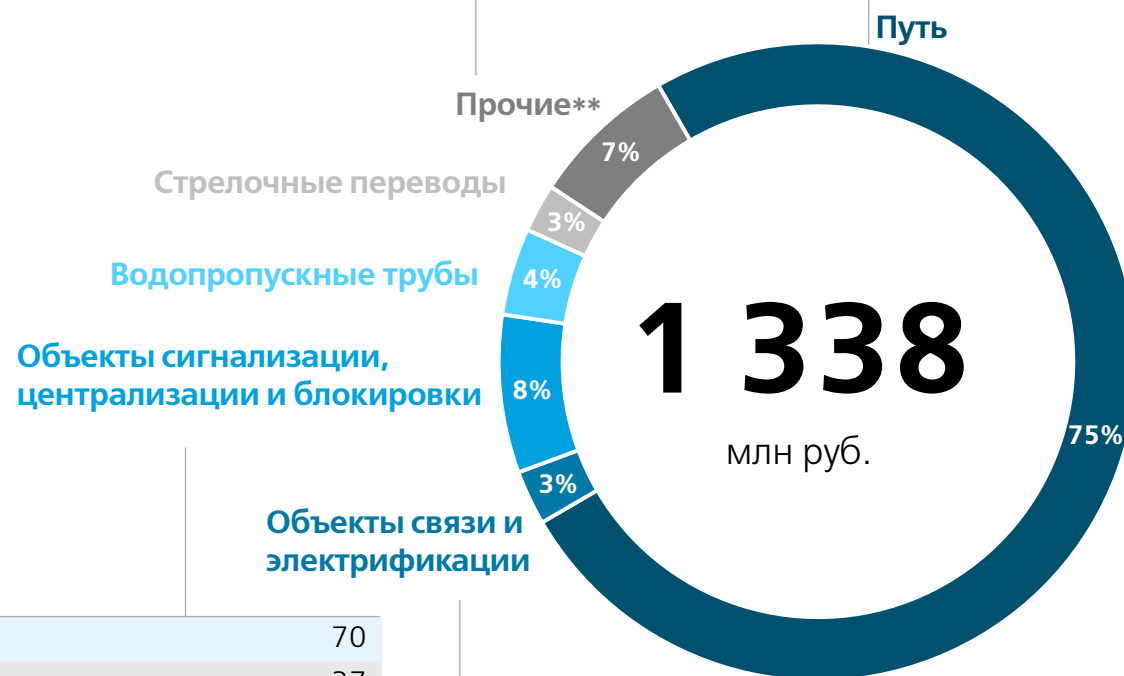 Путь
Прочие**
7%
Стрелочные переводы
3%
Водопропускные трубы
4%
Объекты сигнализации,
централизации и блокировки
8%
1 338
млн руб.
75%
3%
Объекты связи и
электрификации
70